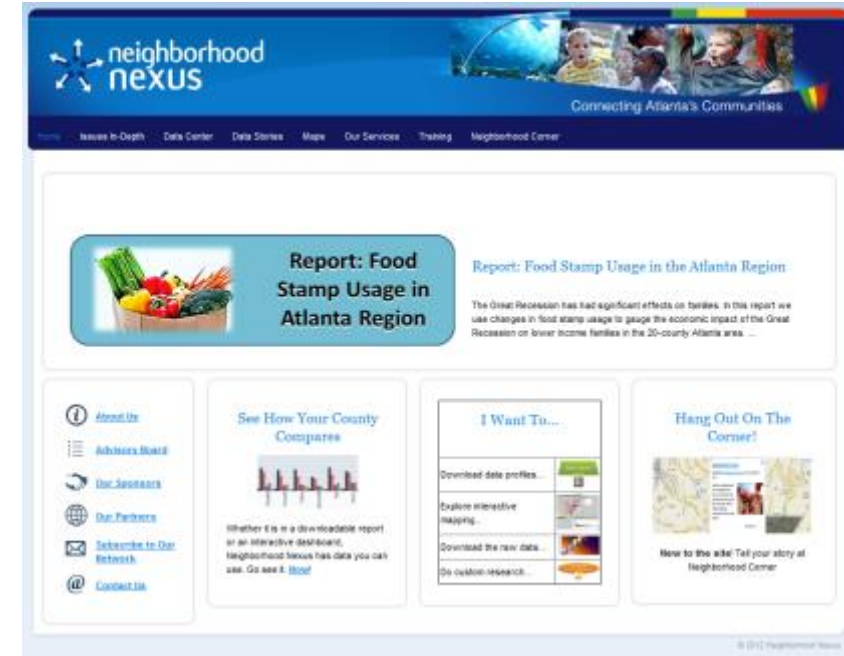 neighborhood
nexus
Connecting Atlanta's Communities
Home Issues In-Depth Data Center Data Stories Maps Our Services Training Neighborhood Corner
Report: Food
Stamp Usage in
Atlanta Region
Report: Food Stamp Usage in the Atlanta Region
The Great Recession has had significant effects on families. In this report we
use changes in food stamp usage to gauge the economic impact of the Great
Recession on lower income families in the 20-county Atlanta area. ...
About Us
Advisory Board
Our Sponsors
Our Partners
Subscribe to Our
Network
Contact Us
See How Your County
Compares
Whether it is in a downloadable report
or an interactive dashboard,
Neighborhood Nexus has data you can
use. Go see it. Now!
I Want To...
Download data profiles...
Explore interactive
mapping...
Download the raw data...
Do custom research...
Hang Out On The
Corner!
New to the site! Tell your story at
Neighborhood Corner
© 2012 Neighborhood Nexus